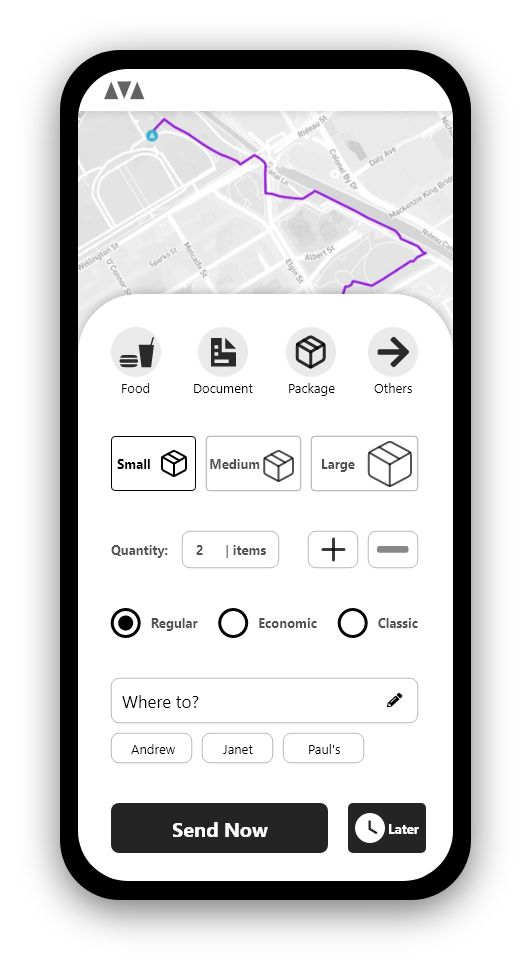 A
Rideau St
Colonel By Dr
Daly Ave
Canal Ln
Mackenzie King Bridge
Wellington St
O'Connor St
Sparks St
Metcalfe St
Elgin St
Albert St
Food
Document
Package
Others
Small
Medium
Large
Quantity:
2 | items
Regular
Economic
Classic
Where to?
Andrew
Janet
Paul's
Send Now
Later